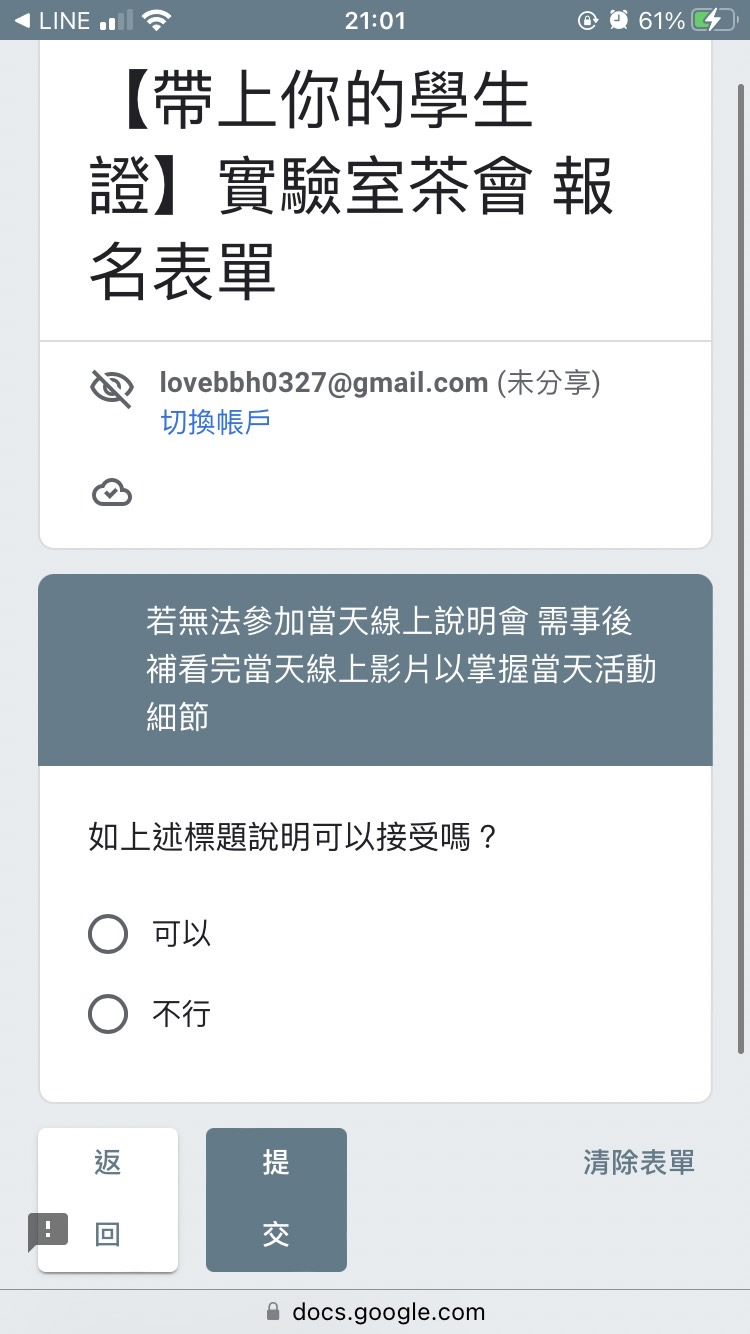 LINE
21:01
61%
【帶上你的學生
證】實驗室茶會 報
名表單
lovebbh0327@gmail.com (未分享)
切換帳戶
若無法參加當天線上說明會 需事後
補看完當天線上影片以掌握當天活動
細節
如上述標題說明可以接受嗎？
可以
不行
返
回
提
交
清除表單
docs.google.com